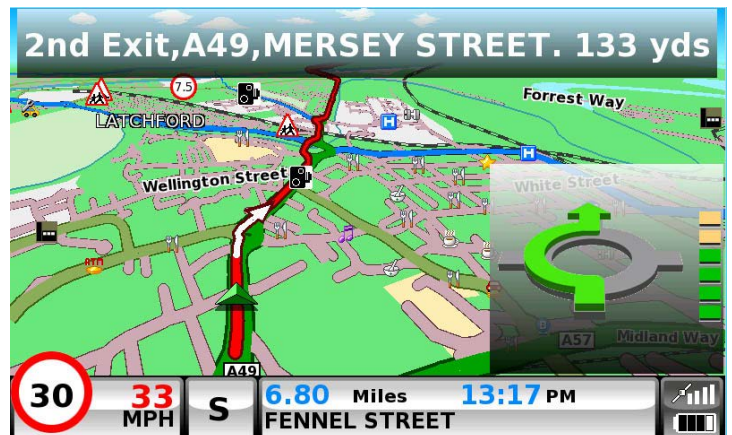 2nd Exit,A49,MERSEY STREET. 133 yds
7.5
Forrest Way
LATCHFORD
H
H
Wellington Street
White Street
ATM
A57
Midland Way
A49
30
33
MPH
S
6.80 Miles 13:17 PM
FENNEL STREET